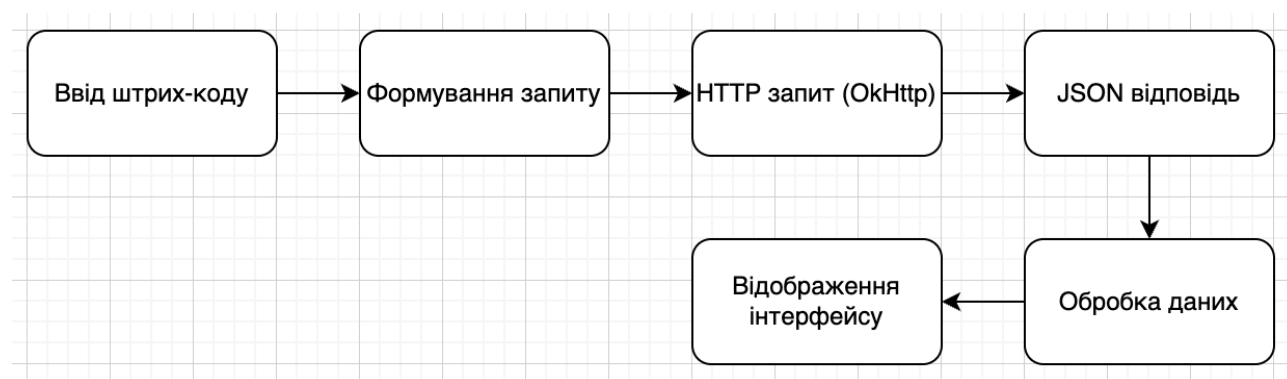 Ввід штрих-коду
Формування запиту
HTTP запит (OkHttp)
JSON відповідь
Відображення
інтерфейсу
Обробка даних